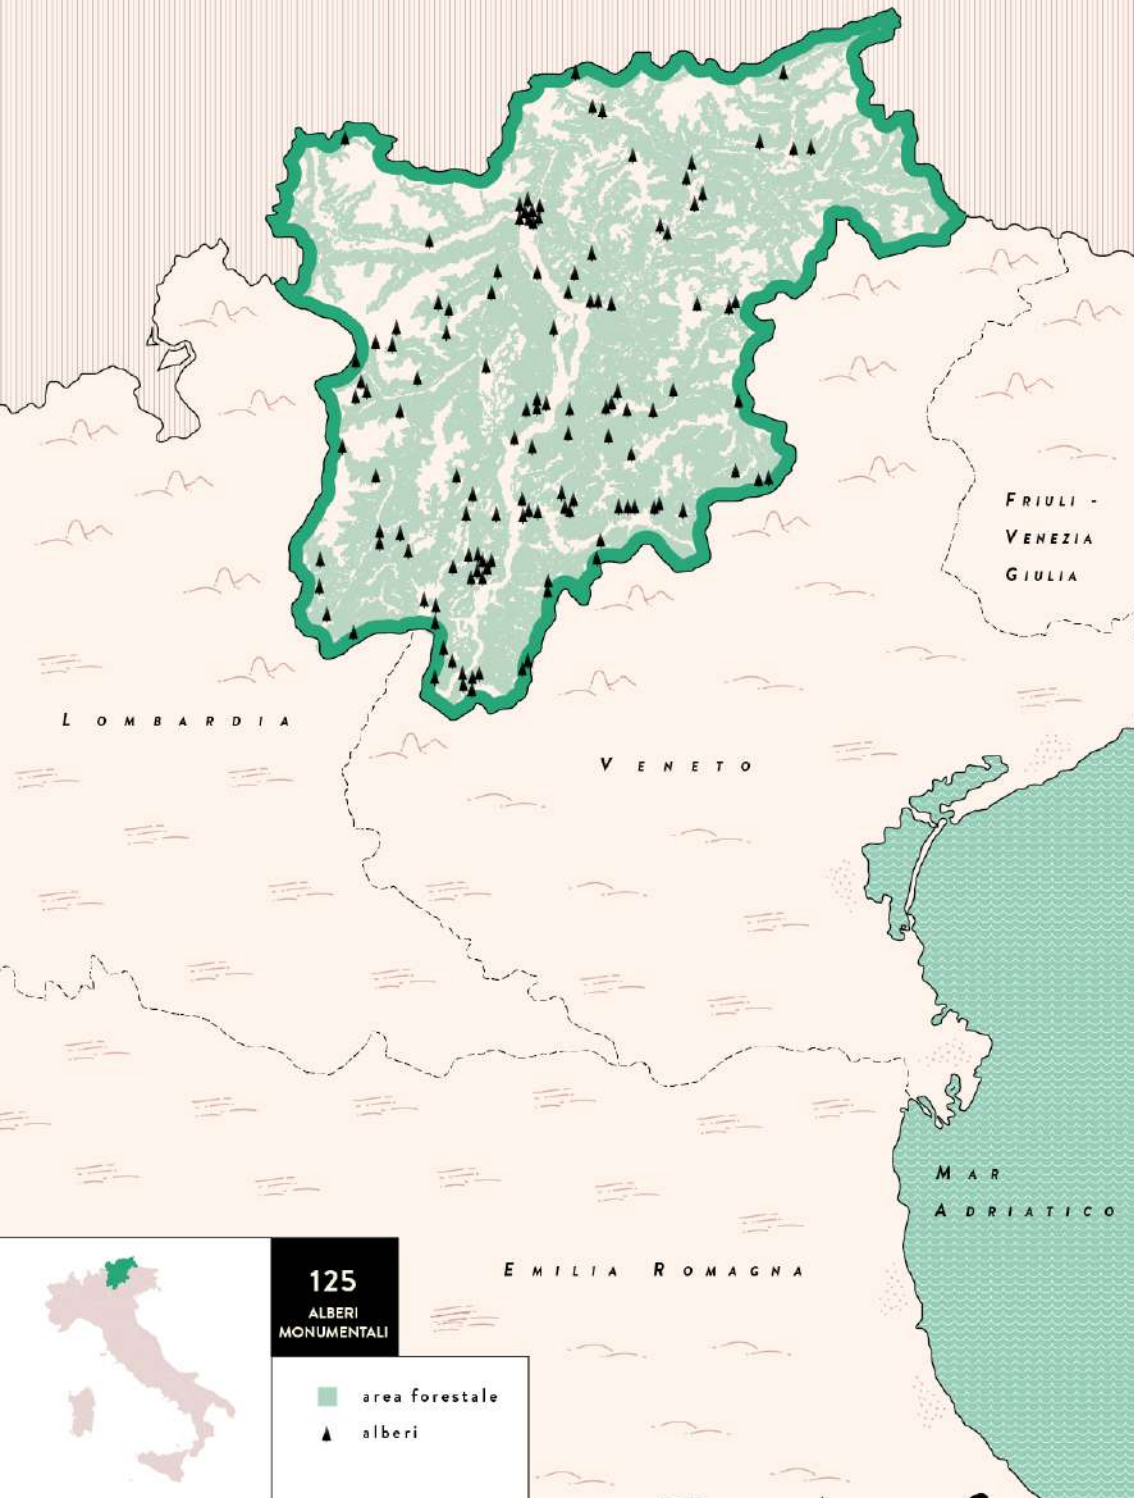 FRIULI -
VENEZIA
GIULIA
LOMBARDIA
VENETO
MAR
ADRIATICO
EMILIA ROMAGNA
125
ALBERI
MONUMENTALI
area forestale
alberi